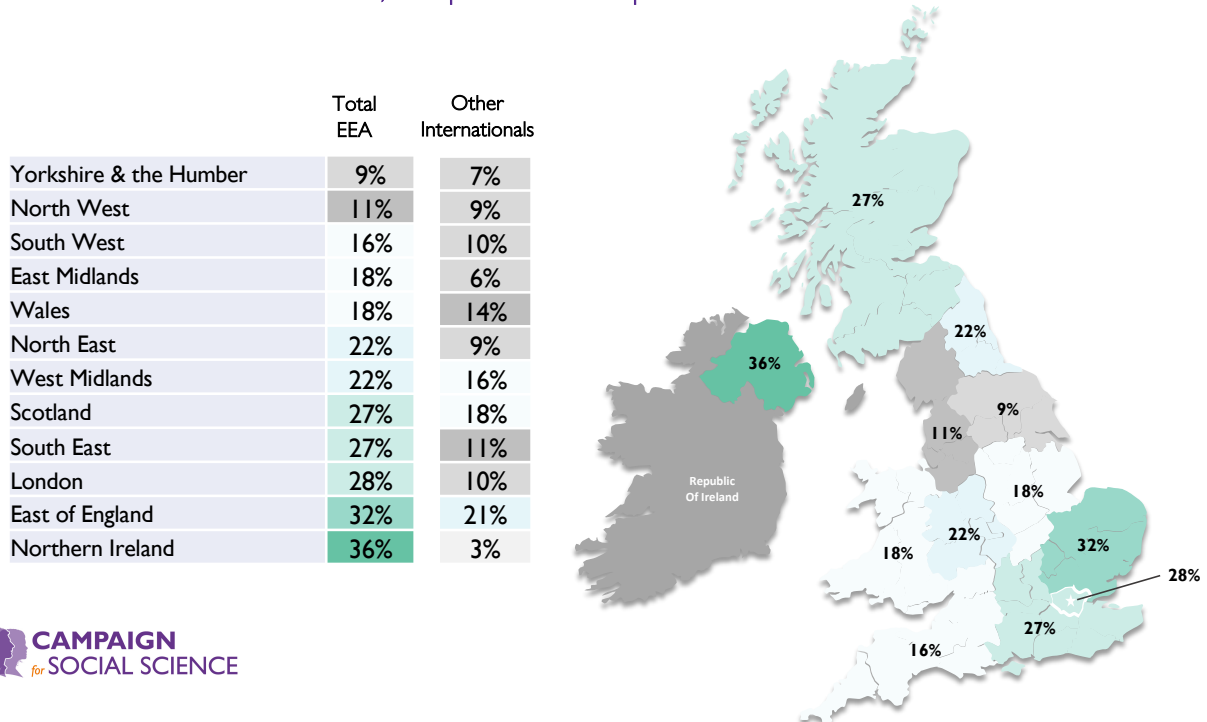 Total
EEA
Other
Internationals
Yorkshire & the Humber 9% 7%
North West 11% 9%
South West 16% 10%
East Midlands 18% 6%
Wales 18% 14%
North East 22% 9%
West Midlands 22% 16%
Scotland 27% 18%
South East 27% 11%
London 28% 10%
East of England 32% 21%
Northern Ireland 36% 3%
27%
22%
36%
9%
11%
Republic
Of Ireland
18%
22%
18%
32%
28%
27%
16%
CAMPAIGN
for SOCIAL SCIENCE